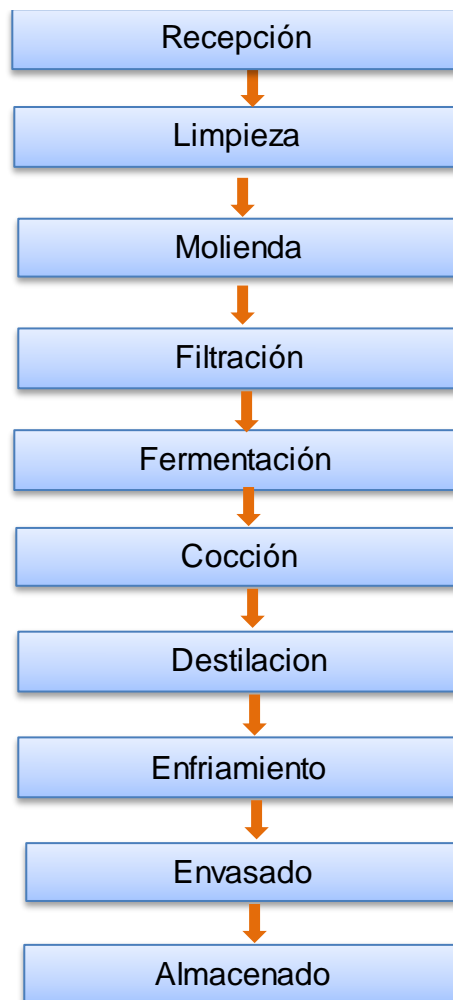 Recepción
Limpieza
Molienda
Filtración
Fermentación
Cocción
Destilacion
Enfriamiento
Envasado
Almacenado